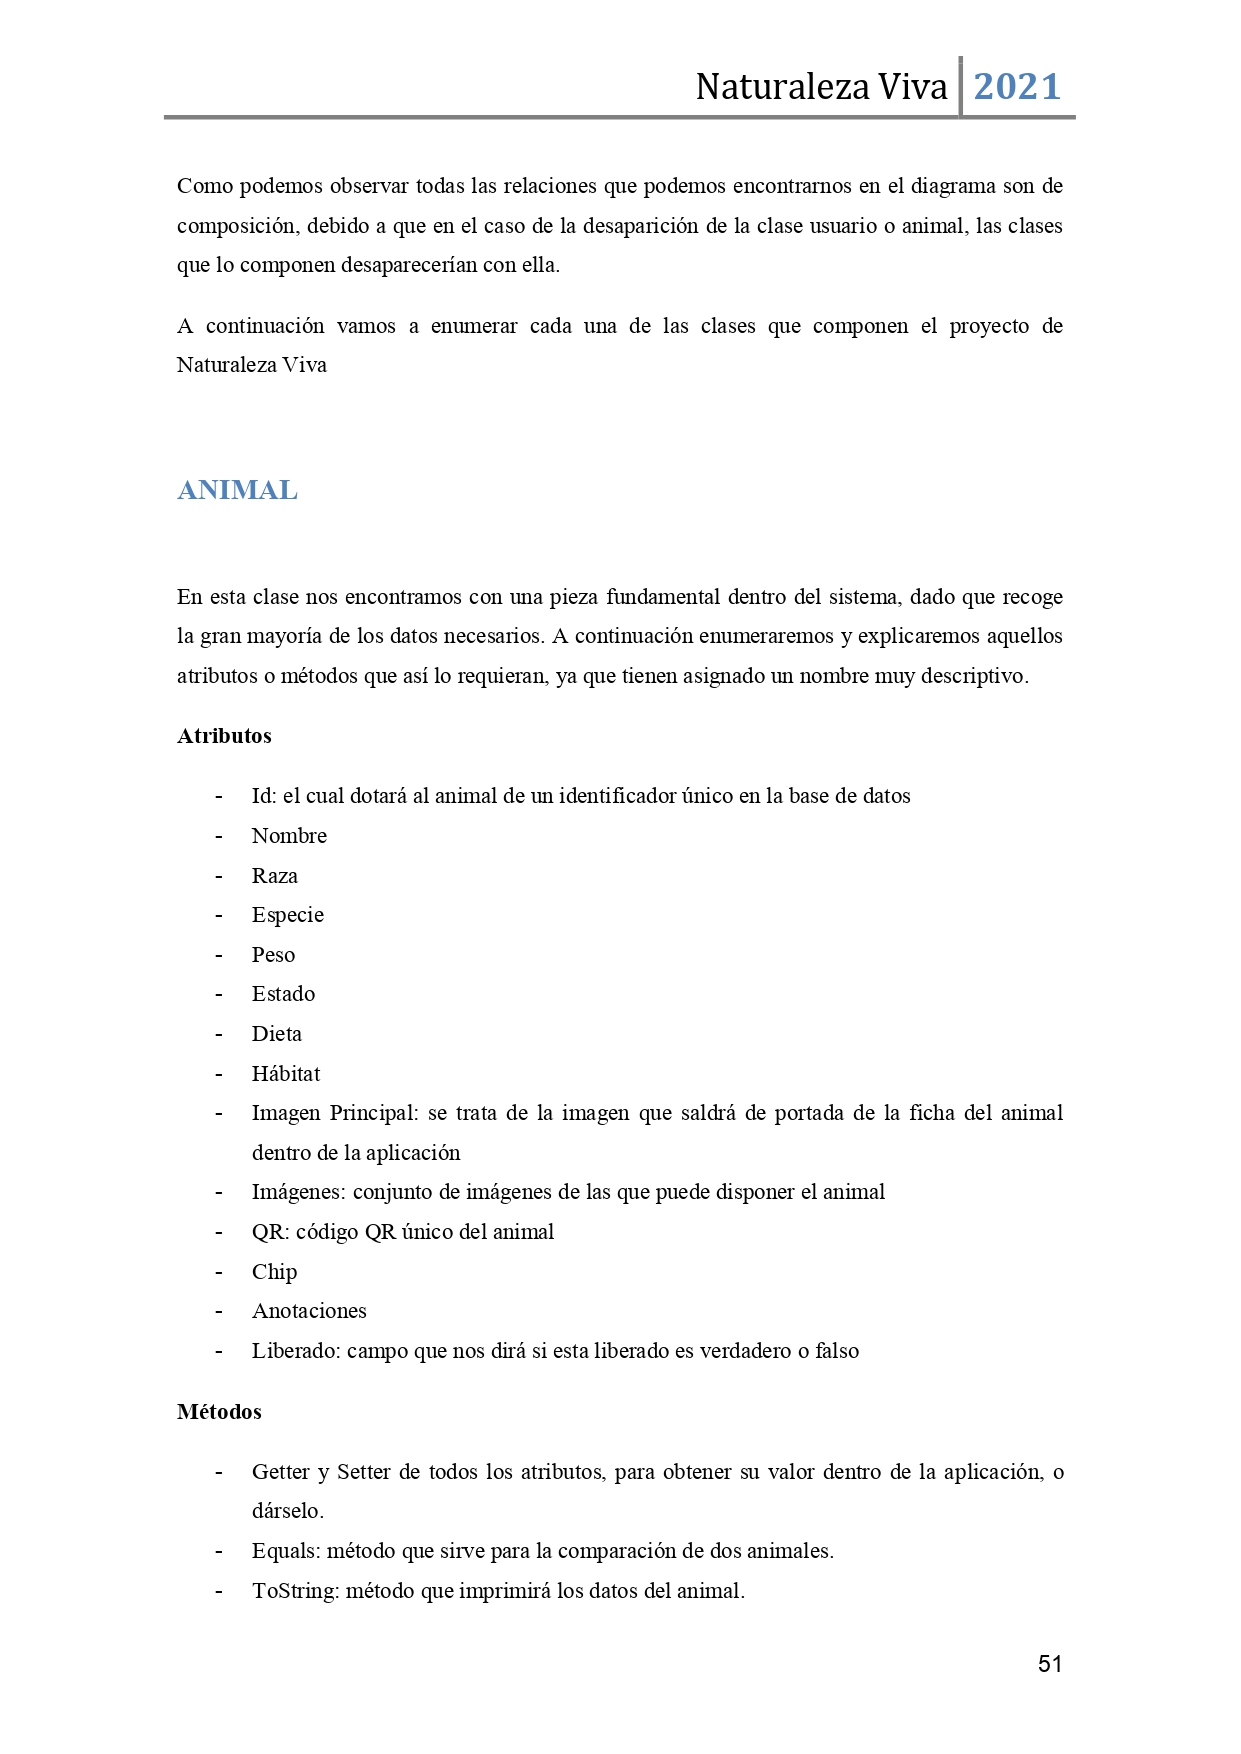 Naturaleza Viva 2021
Como podemos observar todas las relaciones que podemos encontrarnos en el diagrama son de
composición, debido a que en el caso de la desaparición de la clase usuario o animal, las clases
que lo componen desaparecerían con ella.
A continuación vamos a enumerar cada una de las clases que componen el proyecto de
Naturaleza Viva
ANIMAL
En esta clase nos encontramos con una pieza fundamental dentro del sistema, dado que recoge
la gran mayoría de los datos necesarios. A continuación enumeraremos y explicaremos aquellos
atributos o métodos que así lo requieran, ya que tienen asignado un nombre muy descriptivo.
Atributos
- Id: el cual dotará al animal de un identificador único en la base de datos
- Nombre
- Raza
- Especie
- Peso
- Estado
- Dieta
- Hábitat
- Imagen Principal: se trata de la imagen que saldrá de portada de la ficha del animal
dentro de la aplicación
- Imágenes: conjunto de imágenes de las que puede disponer el animal
- QR: código QR único del animal
- Chip
- Anotaciones
- Liberado: campo que nos dirá si esta liberado es verdadero o falso
Métodos
- Getter y Setter de todos los atributos, para obtener su valor dentro de la aplicación, o
dárselo.
- Equals: método que sirve para la comparación de dos animales.
- ToString: método que imprimirá los datos del animal.
51